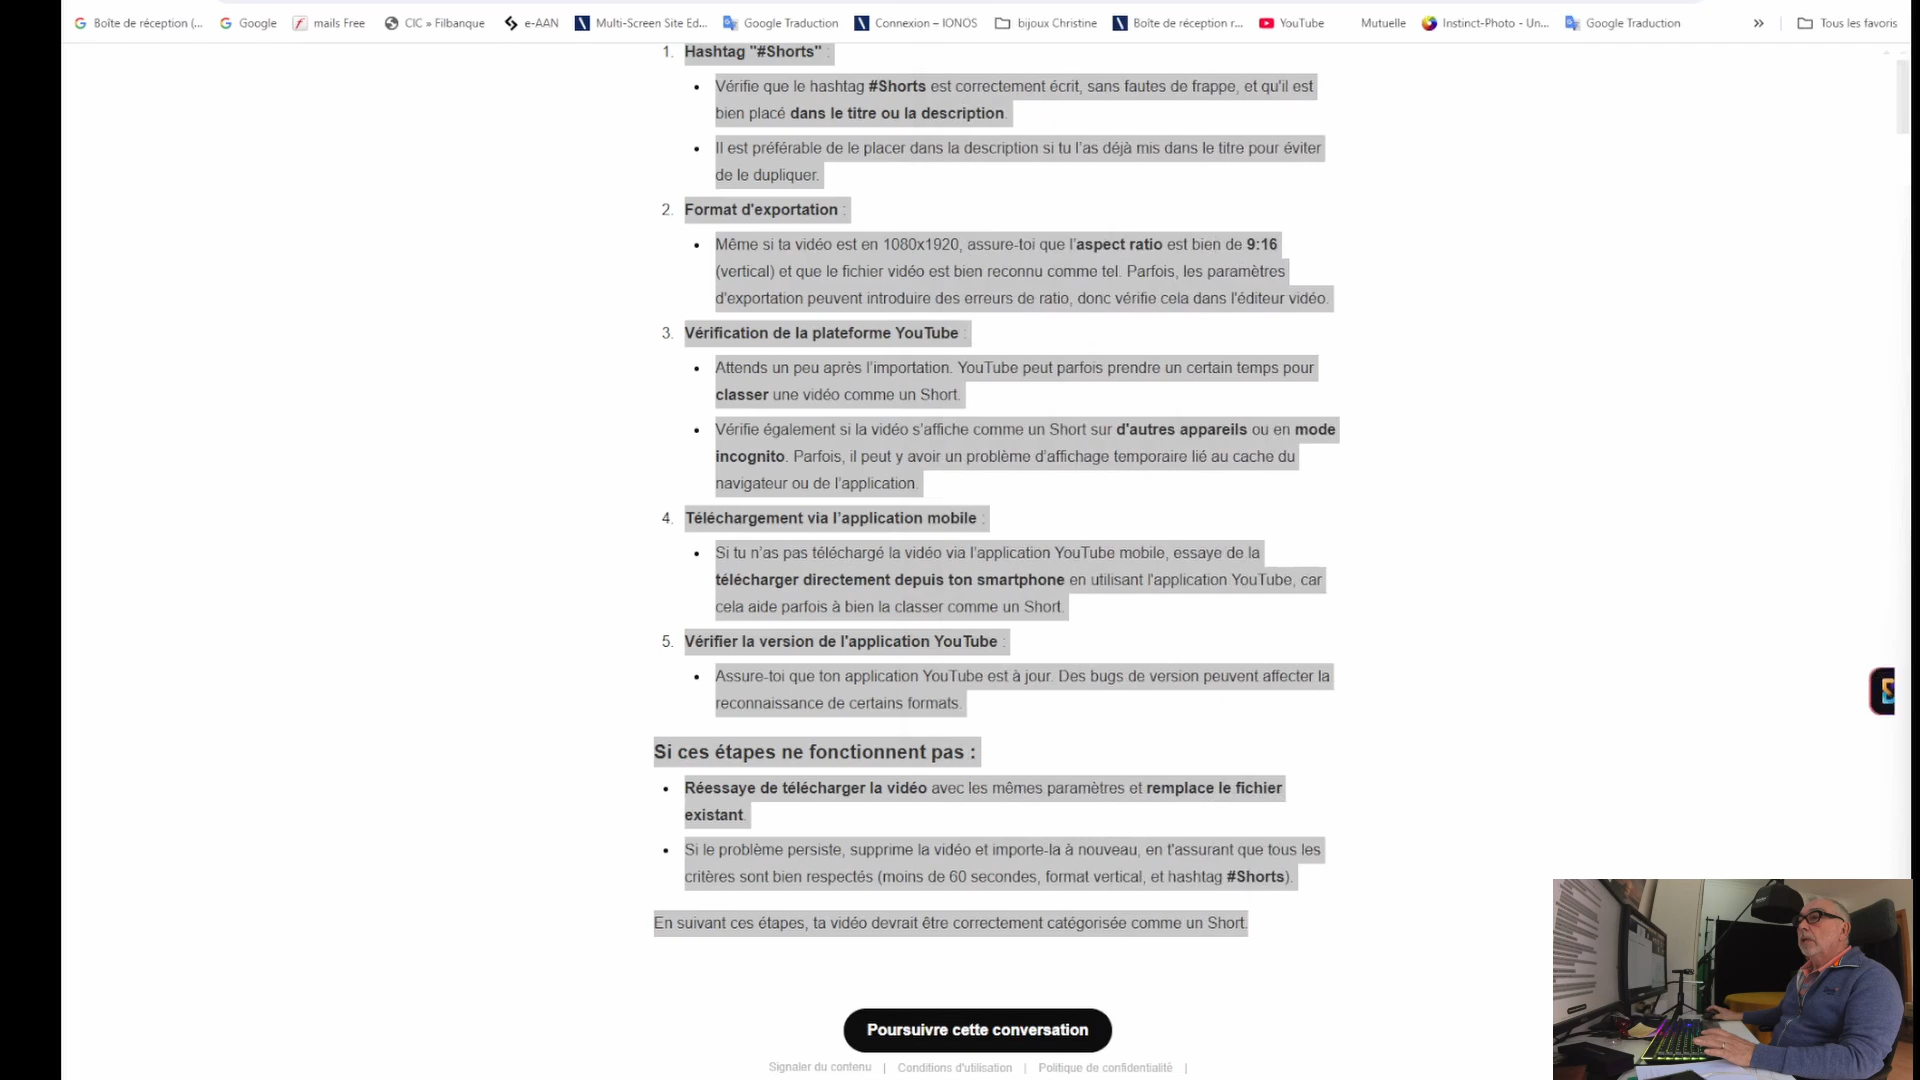 Boîte de réception (...
Google
mails Free
CIC » Filbanque
e-AAN
Multi-Screen Site Ed...
Google Traduction
Connexion – IONOS
bijoux Christine
Boîte de réception r...
YouTube
Mutuelle
Instinct-Photo - Un...
Google Traduction
»
Tous les favoris
1. Hashtag "#Shorts" :
• Vérifie que le hashtag #Shorts est correctement écrit, sans fautes de frappe, et qu'il est
bien placé dans le titre ou la description.
• Il est préférable de le placer dans la description si tu l'as déjà mis dans le titre pour éviter
de le dupliquer.
2. Format d'exportation :
• Même si ta vidéo est en 1080x1920, assure-toi que l'aspect ratio est bien de 9:16
(vertical) et que le fichier vidéo est bien reconnu comme tel. Parfois, les paramètres
d'exportation peuvent introduire des erreurs de ratio, donc vérifie cela dans l'éditeur vidéo.
3. Vérification de la plateforme YouTube :
• Attends un peu après l'importation. YouTube peut parfois prendre un certain temps pour
classer une vidéo comme un Short.
• Vérifie également si la vidéo s'affiche comme un Short sur d'autres appareils ou en mode
incognito. Parfois, il peut y avoir un problème d'affichage temporaire lié au cache du
navigateur ou de l'application.
4. Téléchargement via l'application mobile :
• Si tu n'as pas téléchargé la vidéo via l'application YouTube mobile, essaye de la
télécharger directement depuis ton smartphone en utilisant l'application YouTube, car
cela aide parfois à bien la classer comme un Short.
5. Vérifier la version de l'application YouTube :
• Assure-toi que ton application YouTube est à jour. Des bugs de version peuvent affecter la
reconnaissance de certains formats.
Si ces étapes ne fonctionnent pas :
• Réessaye de télécharger la vidéo avec les mêmes paramètres et remplace le fichier
existant.
• Si le problème persiste, supprime la vidéo et importe-la à nouveau, en t'assurant que tous les
critères sont bien respectés (moins de 60 secondes, format vertical, et hashtag #Shorts).
En suivant ces étapes, ta vidéo devrait être correctement catégorisée comme un Short.
Poursuivre cette conversation
Signaler du contenu | Conditions d'utilisation | Politique de confidentialité |